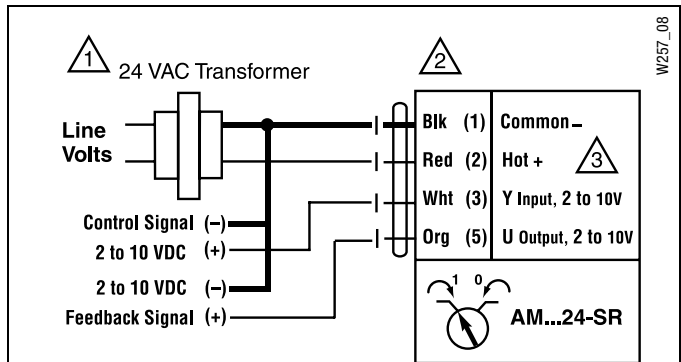 W257_08
1 24 VAC Transformer
2
Line
Volts
Blk (1) Common –
Red (2) Hot +
3
Wht (3) Y Input, 2 to 10V
Org (5) U Output, 2 to 10V
Control Signal (–)
2 to 10 VDC (+)
2 to 10 VDC (–)
Feedback Signal (+)
1 0
AM...24-SR